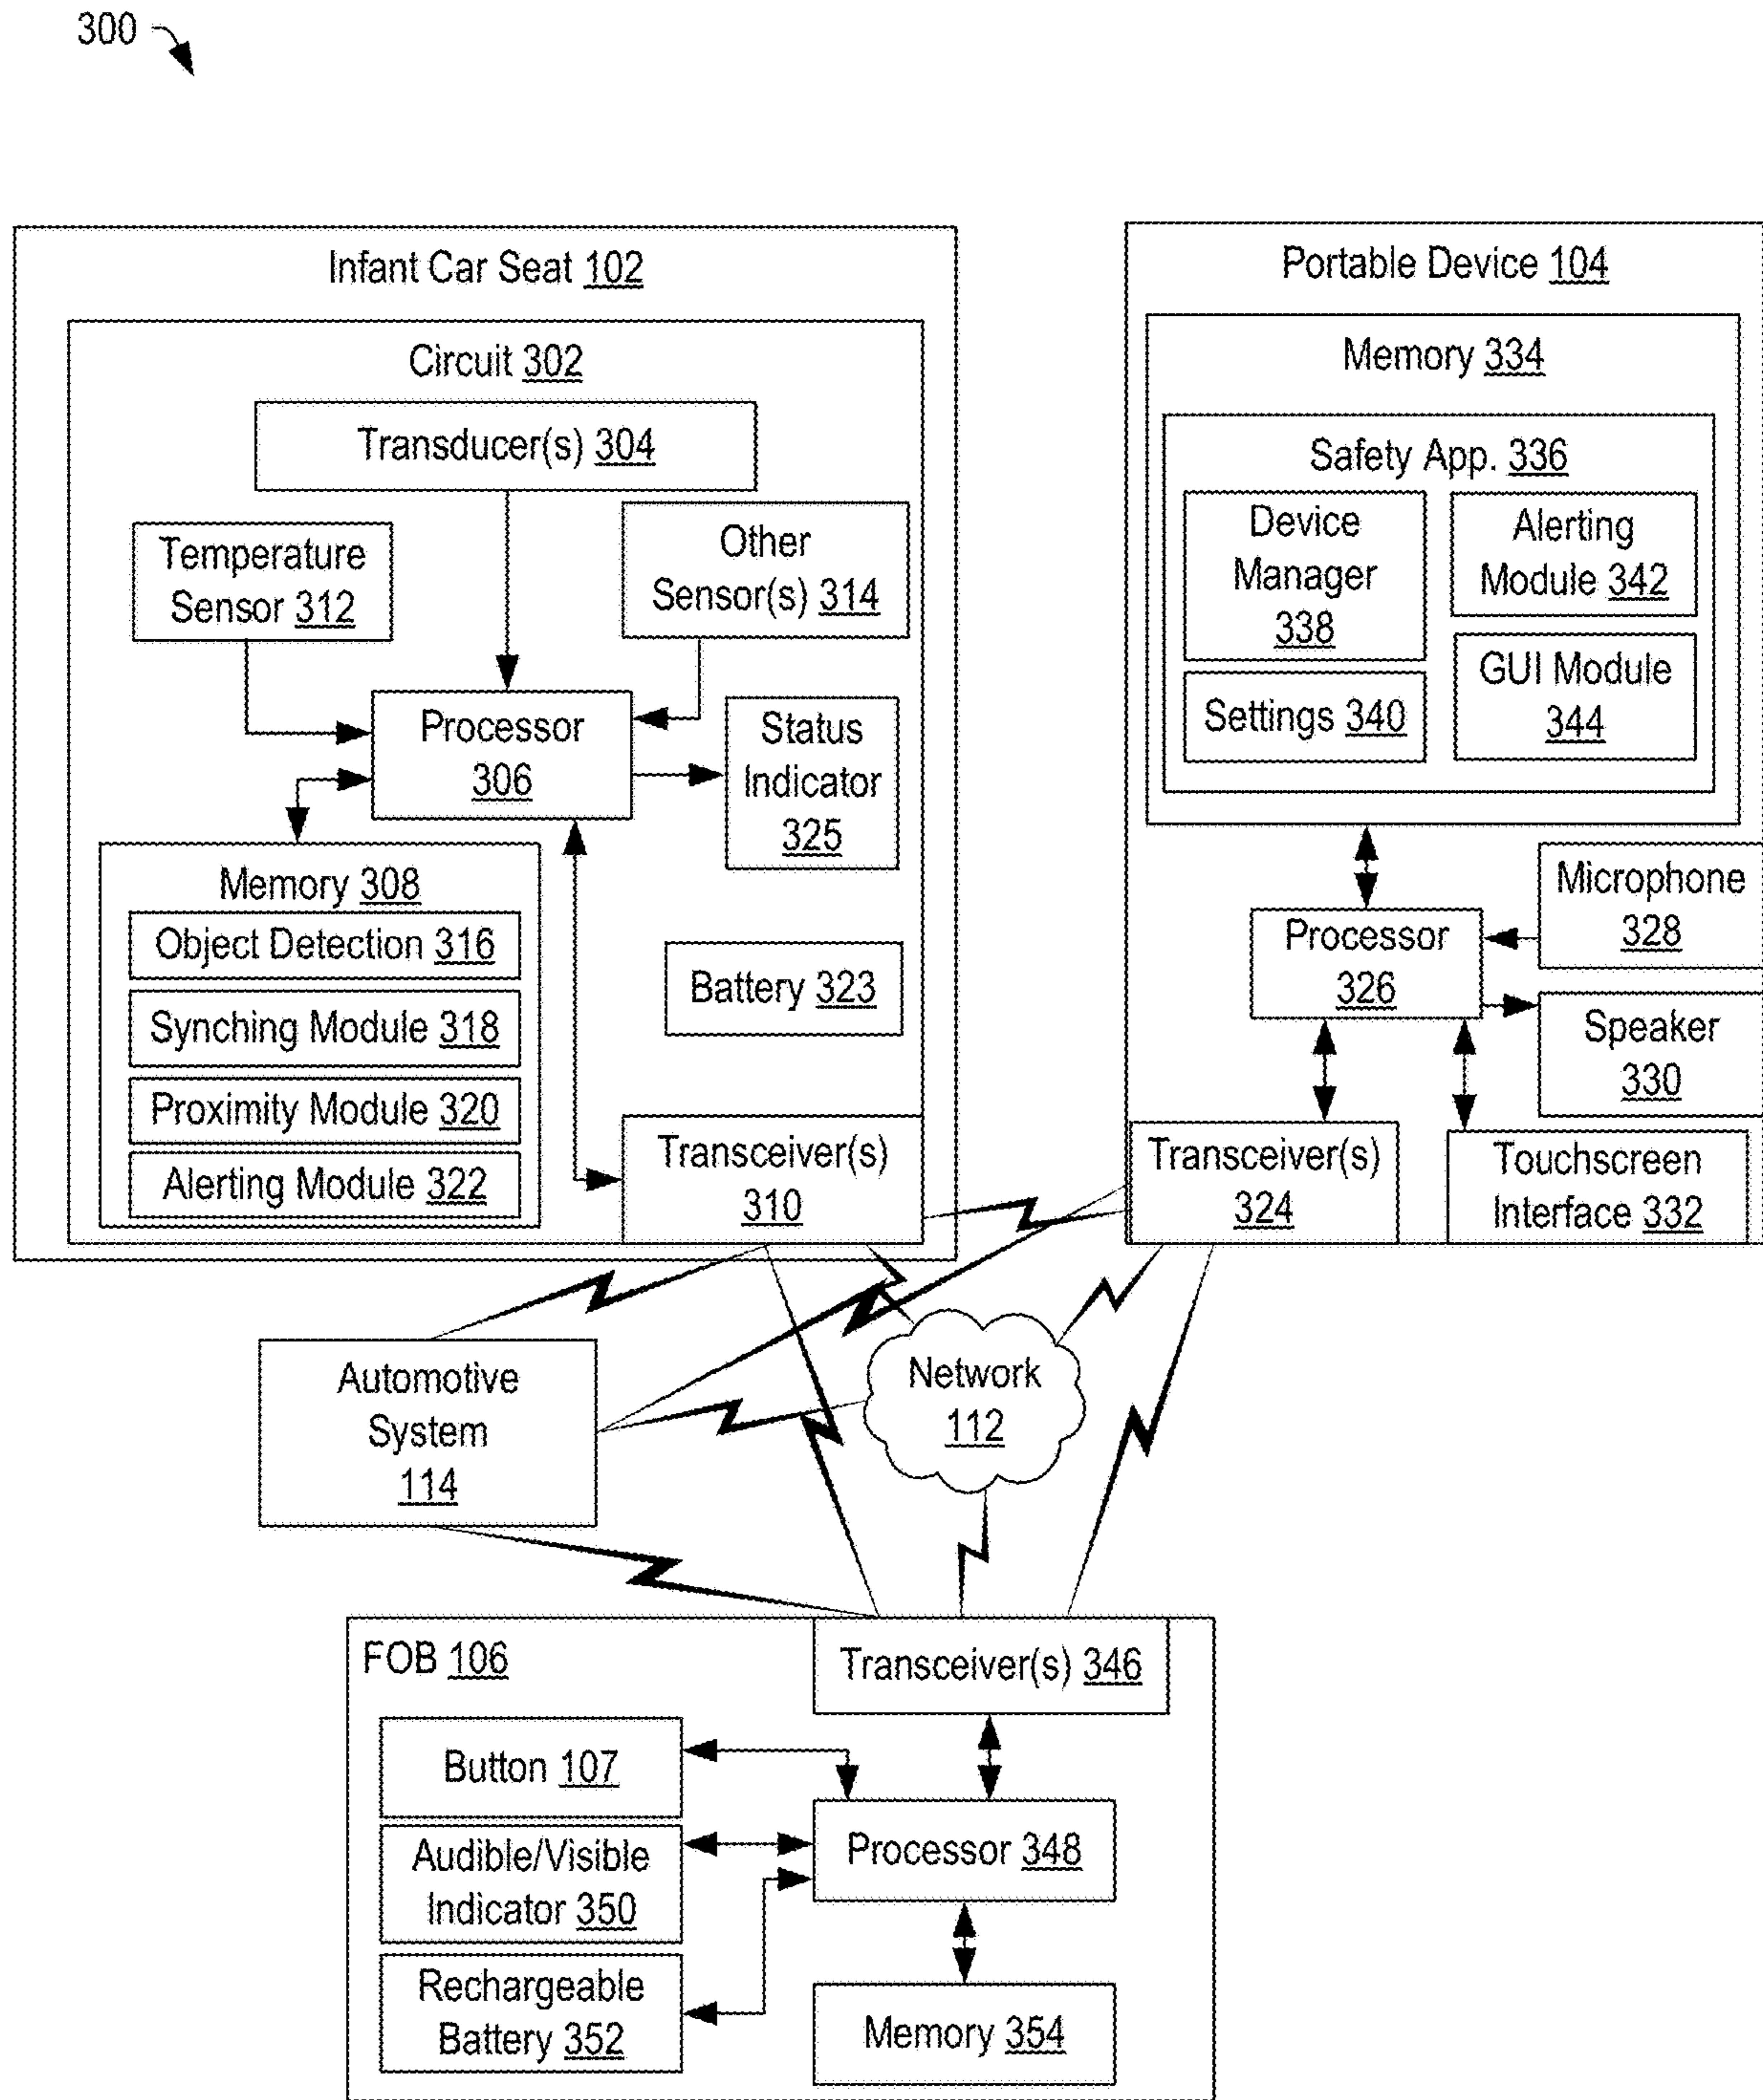 300
Infant Car Seat 102
Circuit 302
Transducer(s) 304
Temperature
Sensor 312
Other
Sensor(s) 314
Processor
306
Status
Indicator
325
Memory 308
Object Detection 316
Synching Module 318
Proximity Module 320
Alerting Module 322
Battery 323
Transceiver(s)
310
Portable Device 104
Memory 334
Safety App. 336
Device
Manager
338
Alerting
Module 342
Settings 340
GUI Module
344
Processor
326
Microphone
328
Speaker
330
Transceiver(s)
324
Touchscreen
Interface 332
Automotive
System
114
Network
112
FOB 106
Transceiver(s) 346
Button 107
Audible/Visible
Indicator 350
Rechargeable
Battery 352
Processor 348
Memory 354